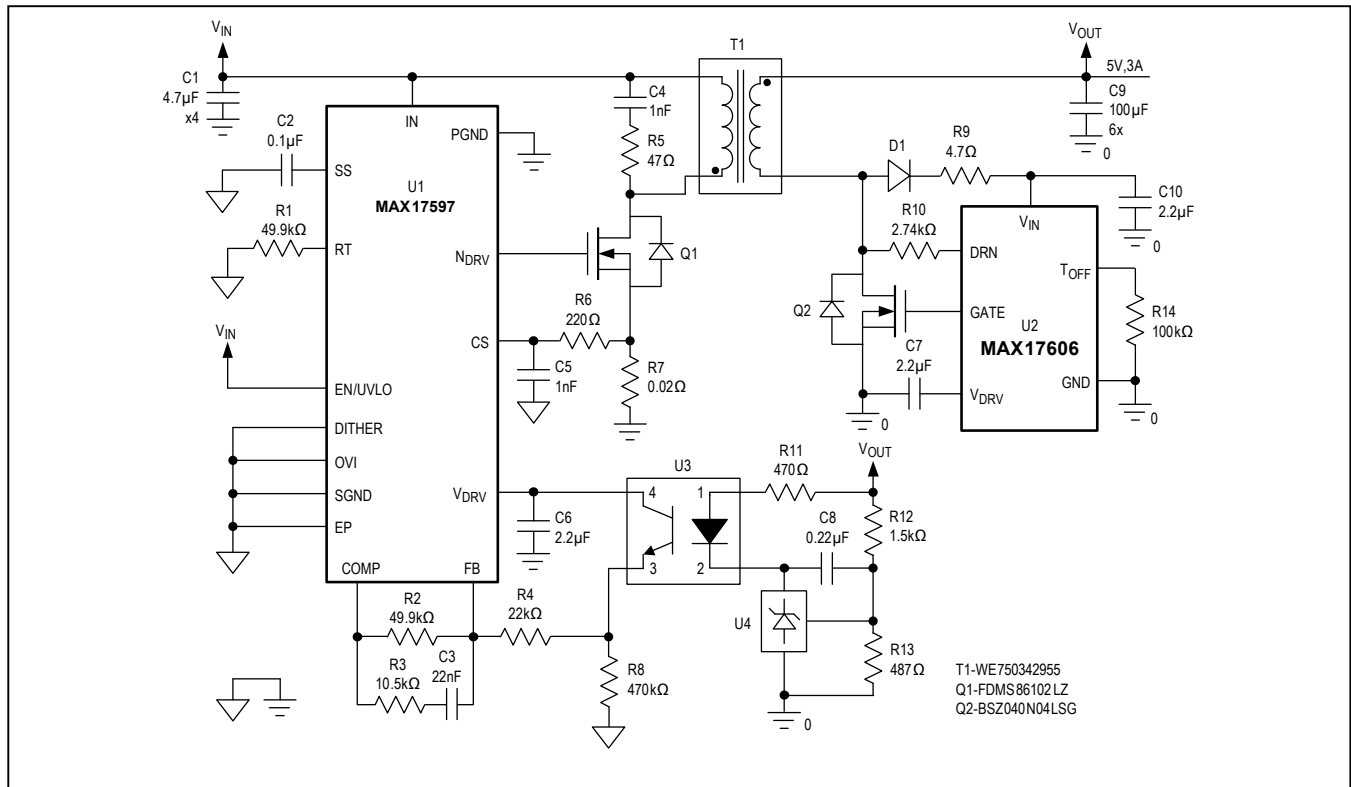 VIN
C1
4.7µF
x4
C2
0.1µF
R1
49.9kΩ
VIN
IN
PGND
SS
U1
MAX17597
RT
NDRV
CS
EN/UVLO
DITHER
OVI
SGND
EP
VDRV
COMP
FB
C4
1nF
R5
47Ω
Q1
R6
220Ω
C5
1nF
R7
0.02Ω
T1
VOUT
5V,3A
C9
100µF
6x
0
D1
R9
4.7Ω
C10
2.2µF
0
R10
2.74kΩ
VIN
DRN
TOFF
GATE
U2
MAX17606
GND
VDRV
Q2
C7
2.2µF
0
R14
100kΩ
0
C6
2.2µF
U3
4
1
3
2
R11
470Ω
VOUT
R12
1.5kΩ
C8
0.22µF
U4
R13
487Ω
0
R2
49.9kΩ
R3
10.5kΩ
C3
22nF
R4
22kΩ
R8
470kΩ
T1-WE750342955
Q1-FDMS86102LZ
Q2-BSZ040N04LSG